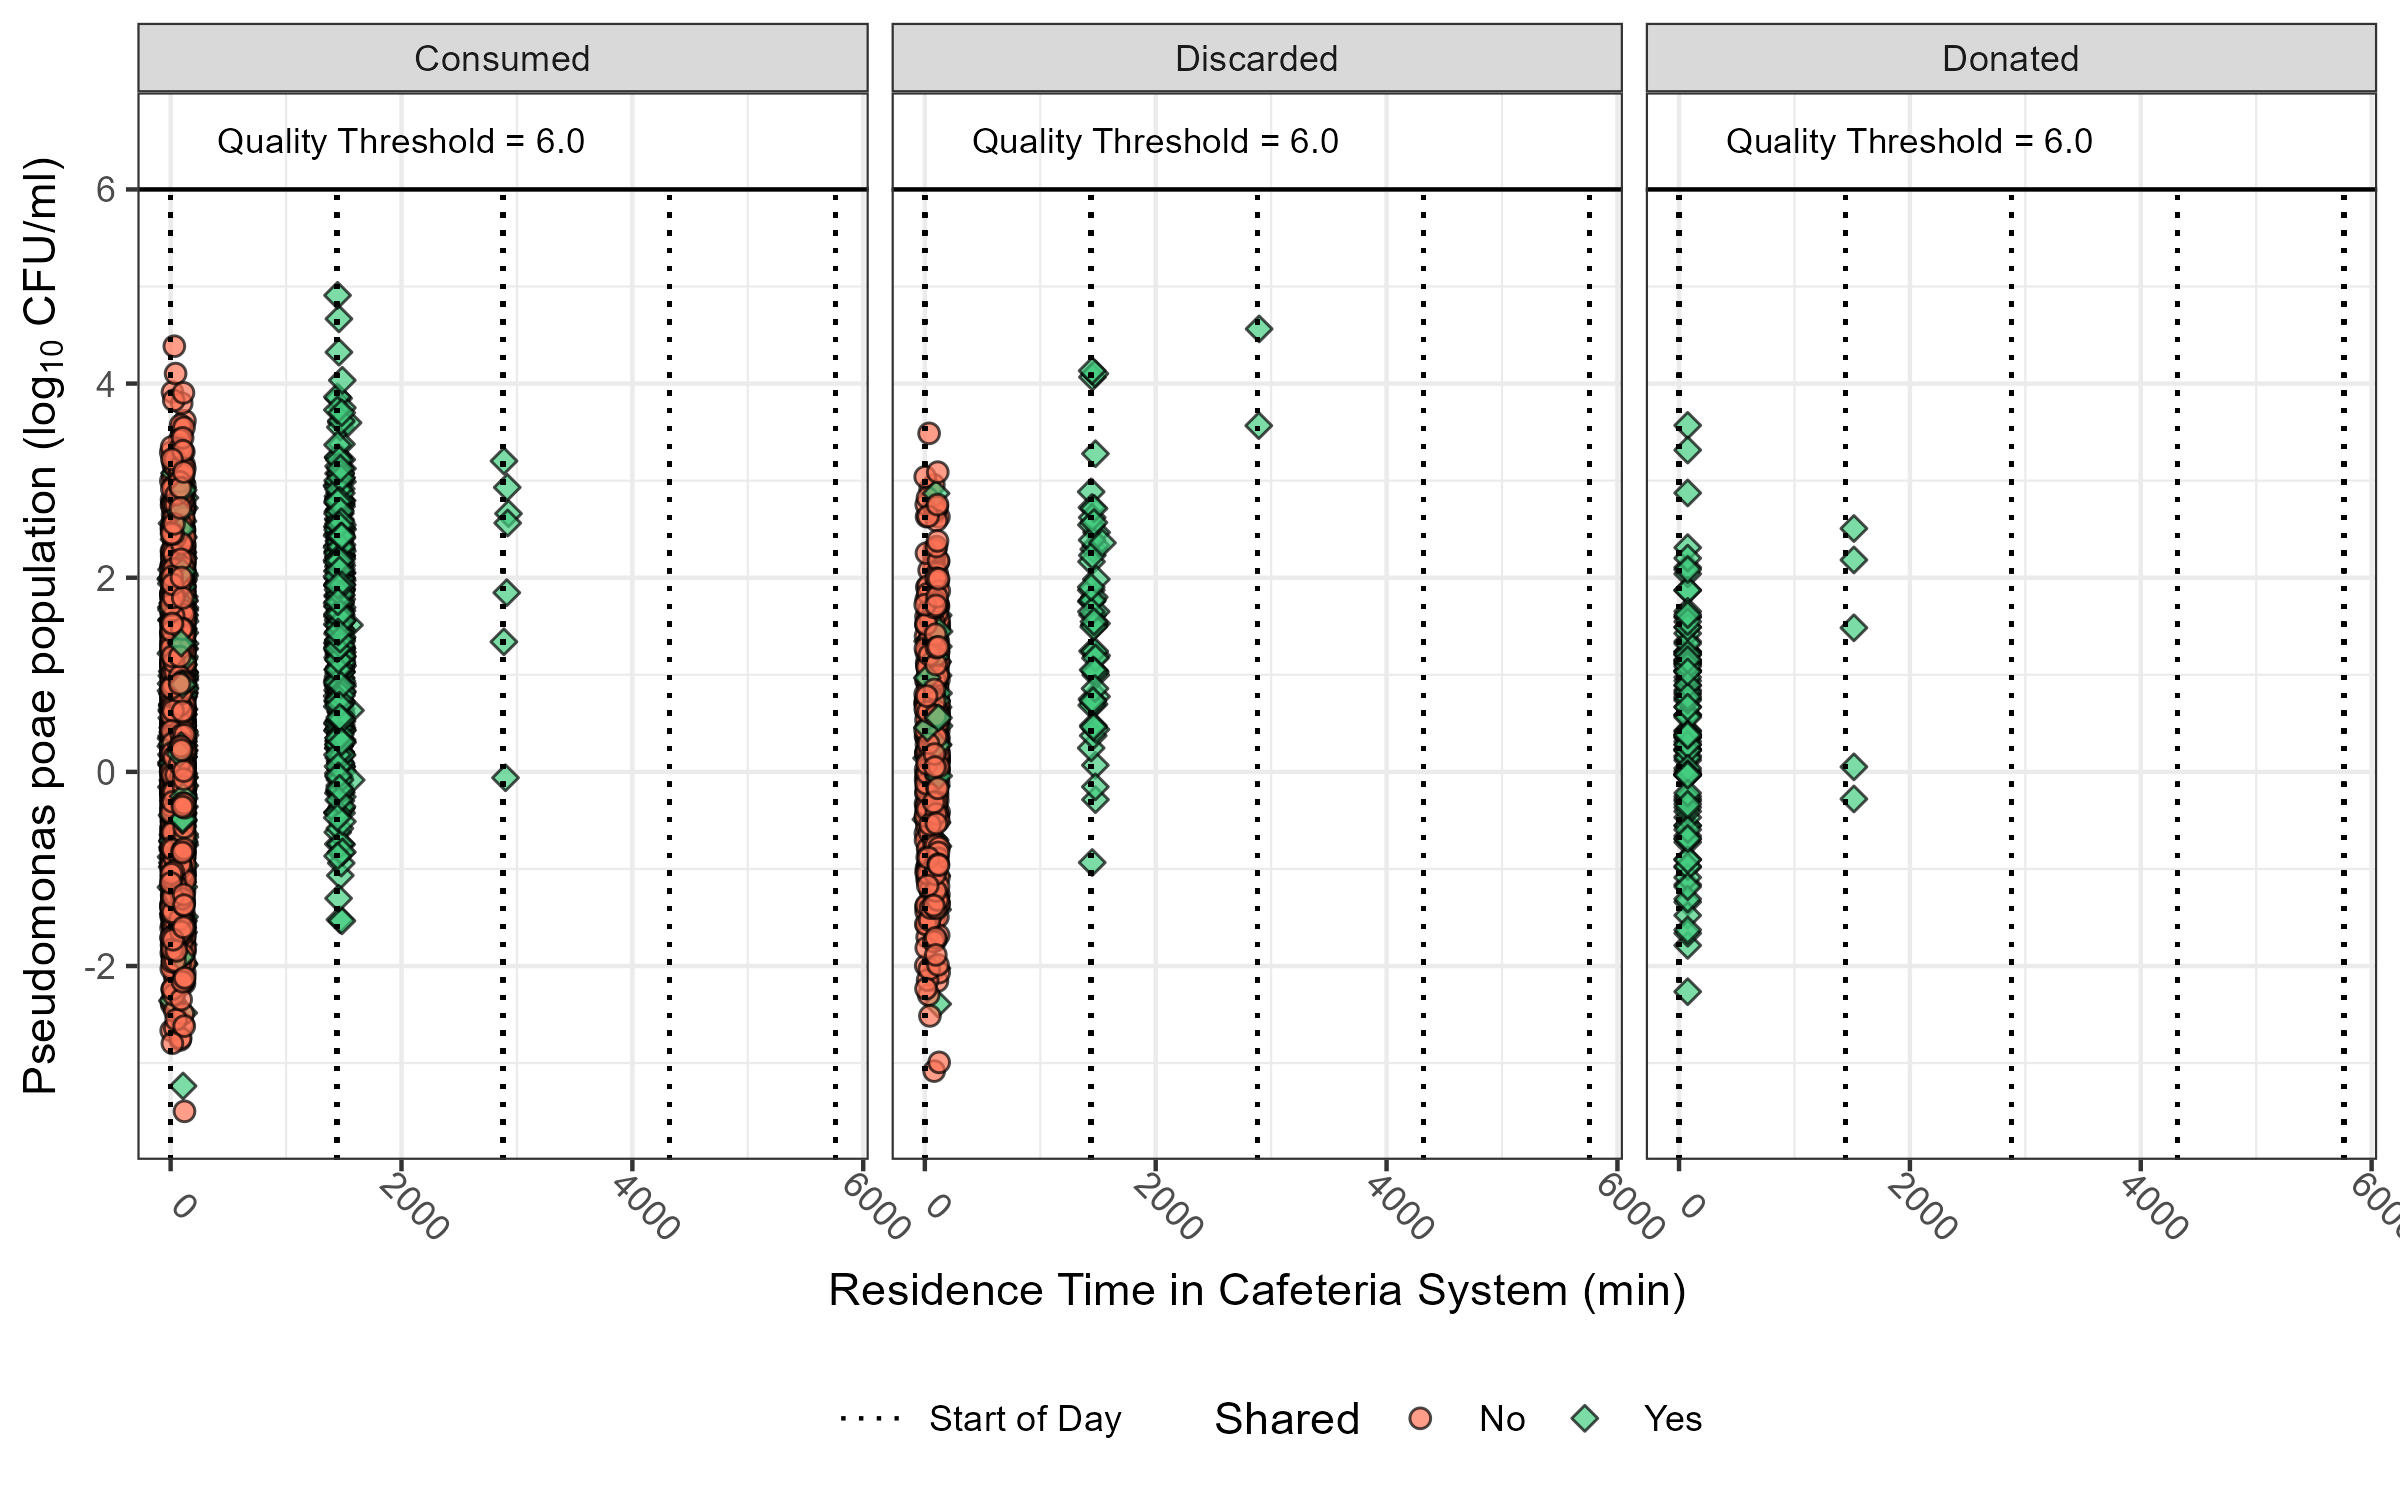 Consumed Discarded Donated
Quality Threshold = 6.0 Quality Threshold = 6.0 Quality Threshold = 6.0
Pseudomonas poae population (log10 CFU/ml)
6
4
2
0
-2
0 2000 4000 6000 0 2000 4000 6000 0 2000 4000
Residence Time in Cafeteria System (min)
Start of Day Shared No Yes